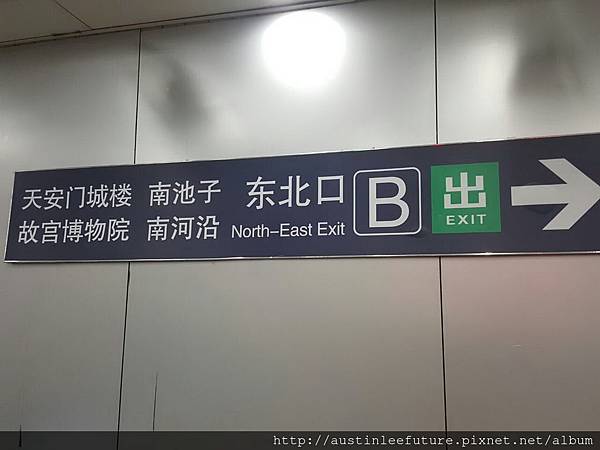 天安门城楼 南池子 东北口 B 出
故宫博物院 南河沿 North-East Exit EXIT
http://austinleefuture.pixnet.net/album